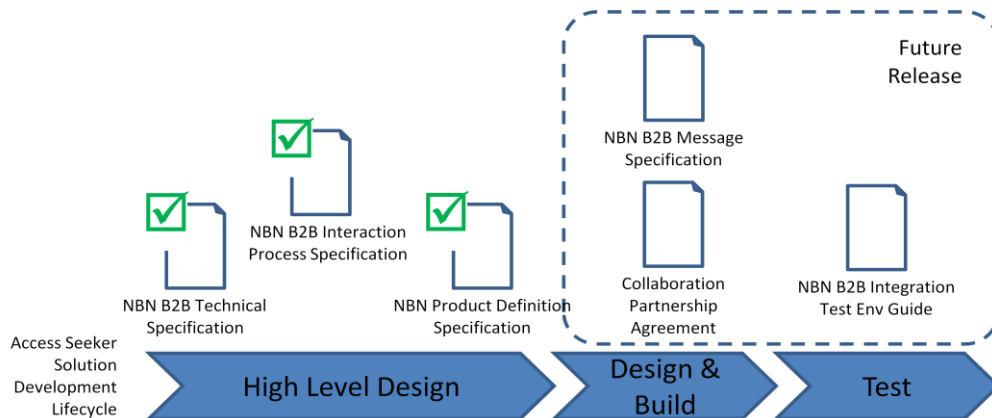 Future
Release
NBN B2B Message
Specification
NBN B2B Interaction
Process Specification
NBN B2B Technical
Specification
NBN Product Definition
Specification
Collaboration
Partnership
Agreement
NBN B2B Integration
Test Env Guide
Access Seeker
Solution
Development
Lifecycle
High Level Design
Design &
Build
Test